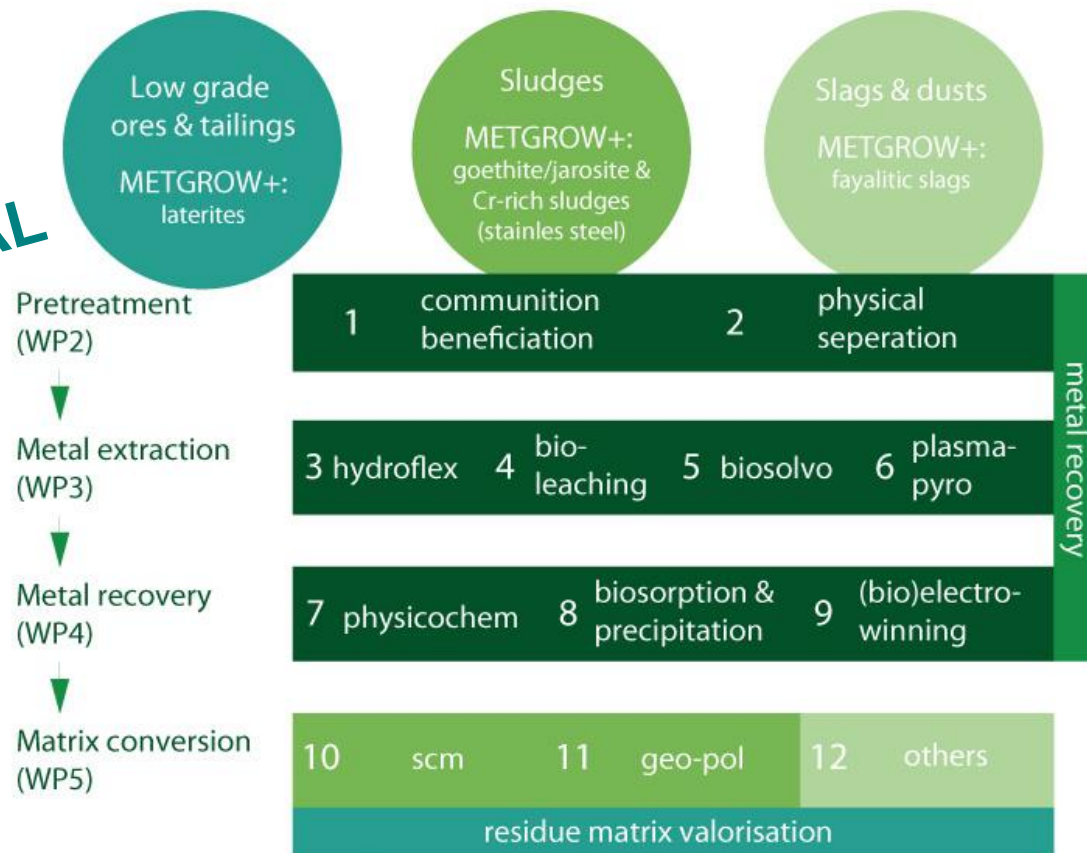 Low grade
ores & tailings
METGROW+:
laterites
Sludges
METGROW+:
goethite/jarosite &
Cr-rich sludges
(stainles steel)
Slags & dusts
METGROW+:
fayalitic slags
AL
Pretreatment
(WP2)
1 communition
beneficiation
2 physical
seperation
Metal extraction
(WP3)
3 hydroflex
4 bio-
leaching
5 biosolvo
6 plasma-
pyro
Metal recovery
(WP4)
7 physicochem
8 biosorption &
precipitation
9 (bio)electro-
winning
metal recovery
Matrix conversion
(WP5)
10 scm
11 geo-pol
12 others
residue matrix valorisation